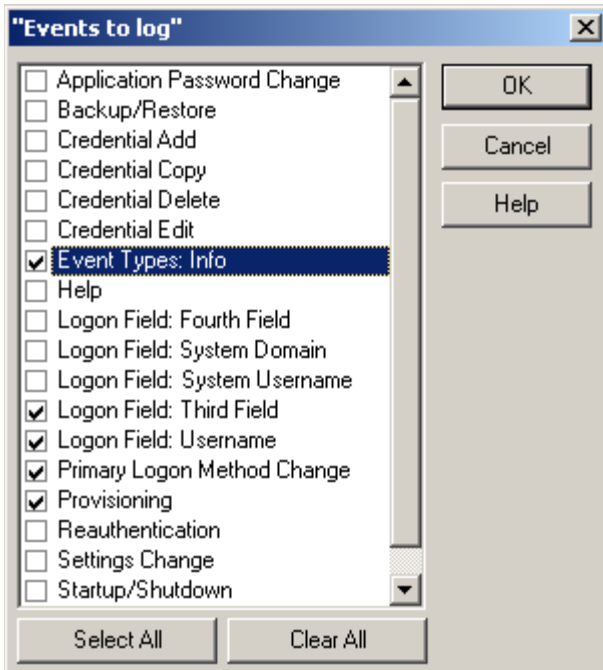 "Events to log"
Application Password Change
Backup/Restore
Credential Add
Credential Copy
Credential Delete
Credential Edit
Event Types: Info
Help
Logon Field: Fourth Field
Logon Field: System Domain
Logon Field: System Username
Logon Field: Third Field
Logon Field: Username
Primary Logon Method Change
Provisioning
Reauthentication
Settings Change
Startup/Shutdown
OK
Cancel
Help
Select All
Clear All